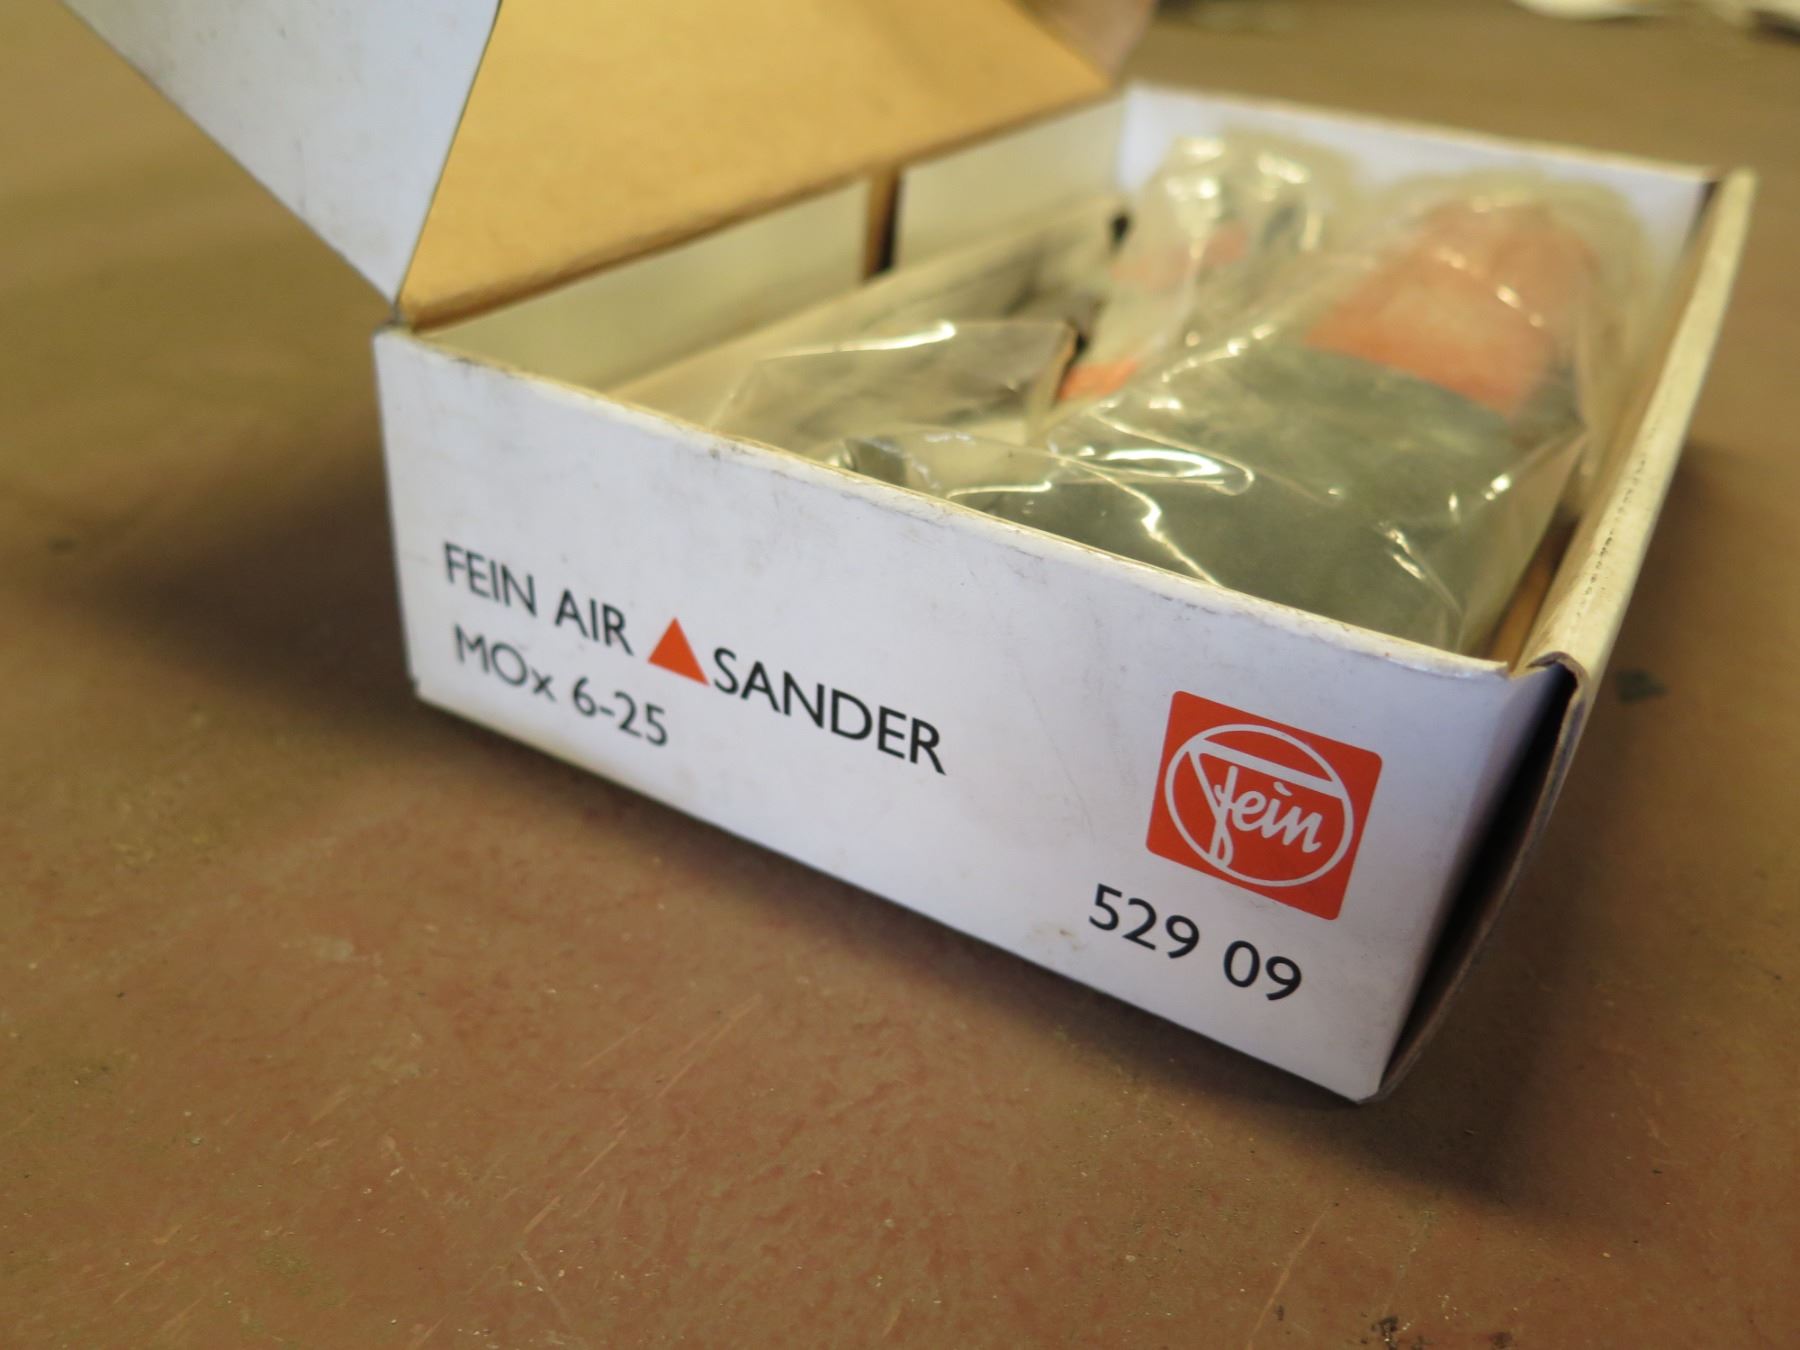 FEIN AIR SANDER
MOx 6-25
fein
529 09